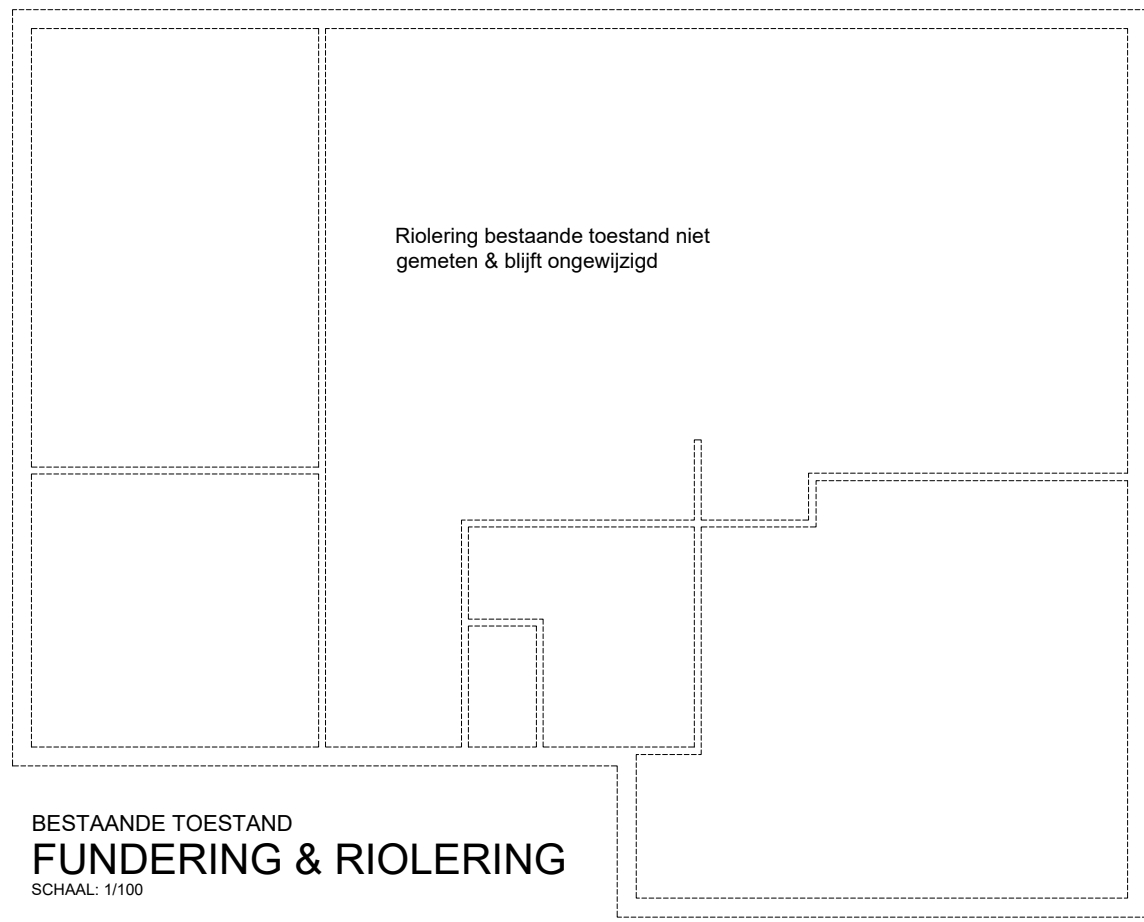 Riolering bestaande toestand niet
gemeten & blijft ongewijzigd
BESTAANDE TOESTAND
FUNDERING & RIOLERING
SCHAAL: 1/100